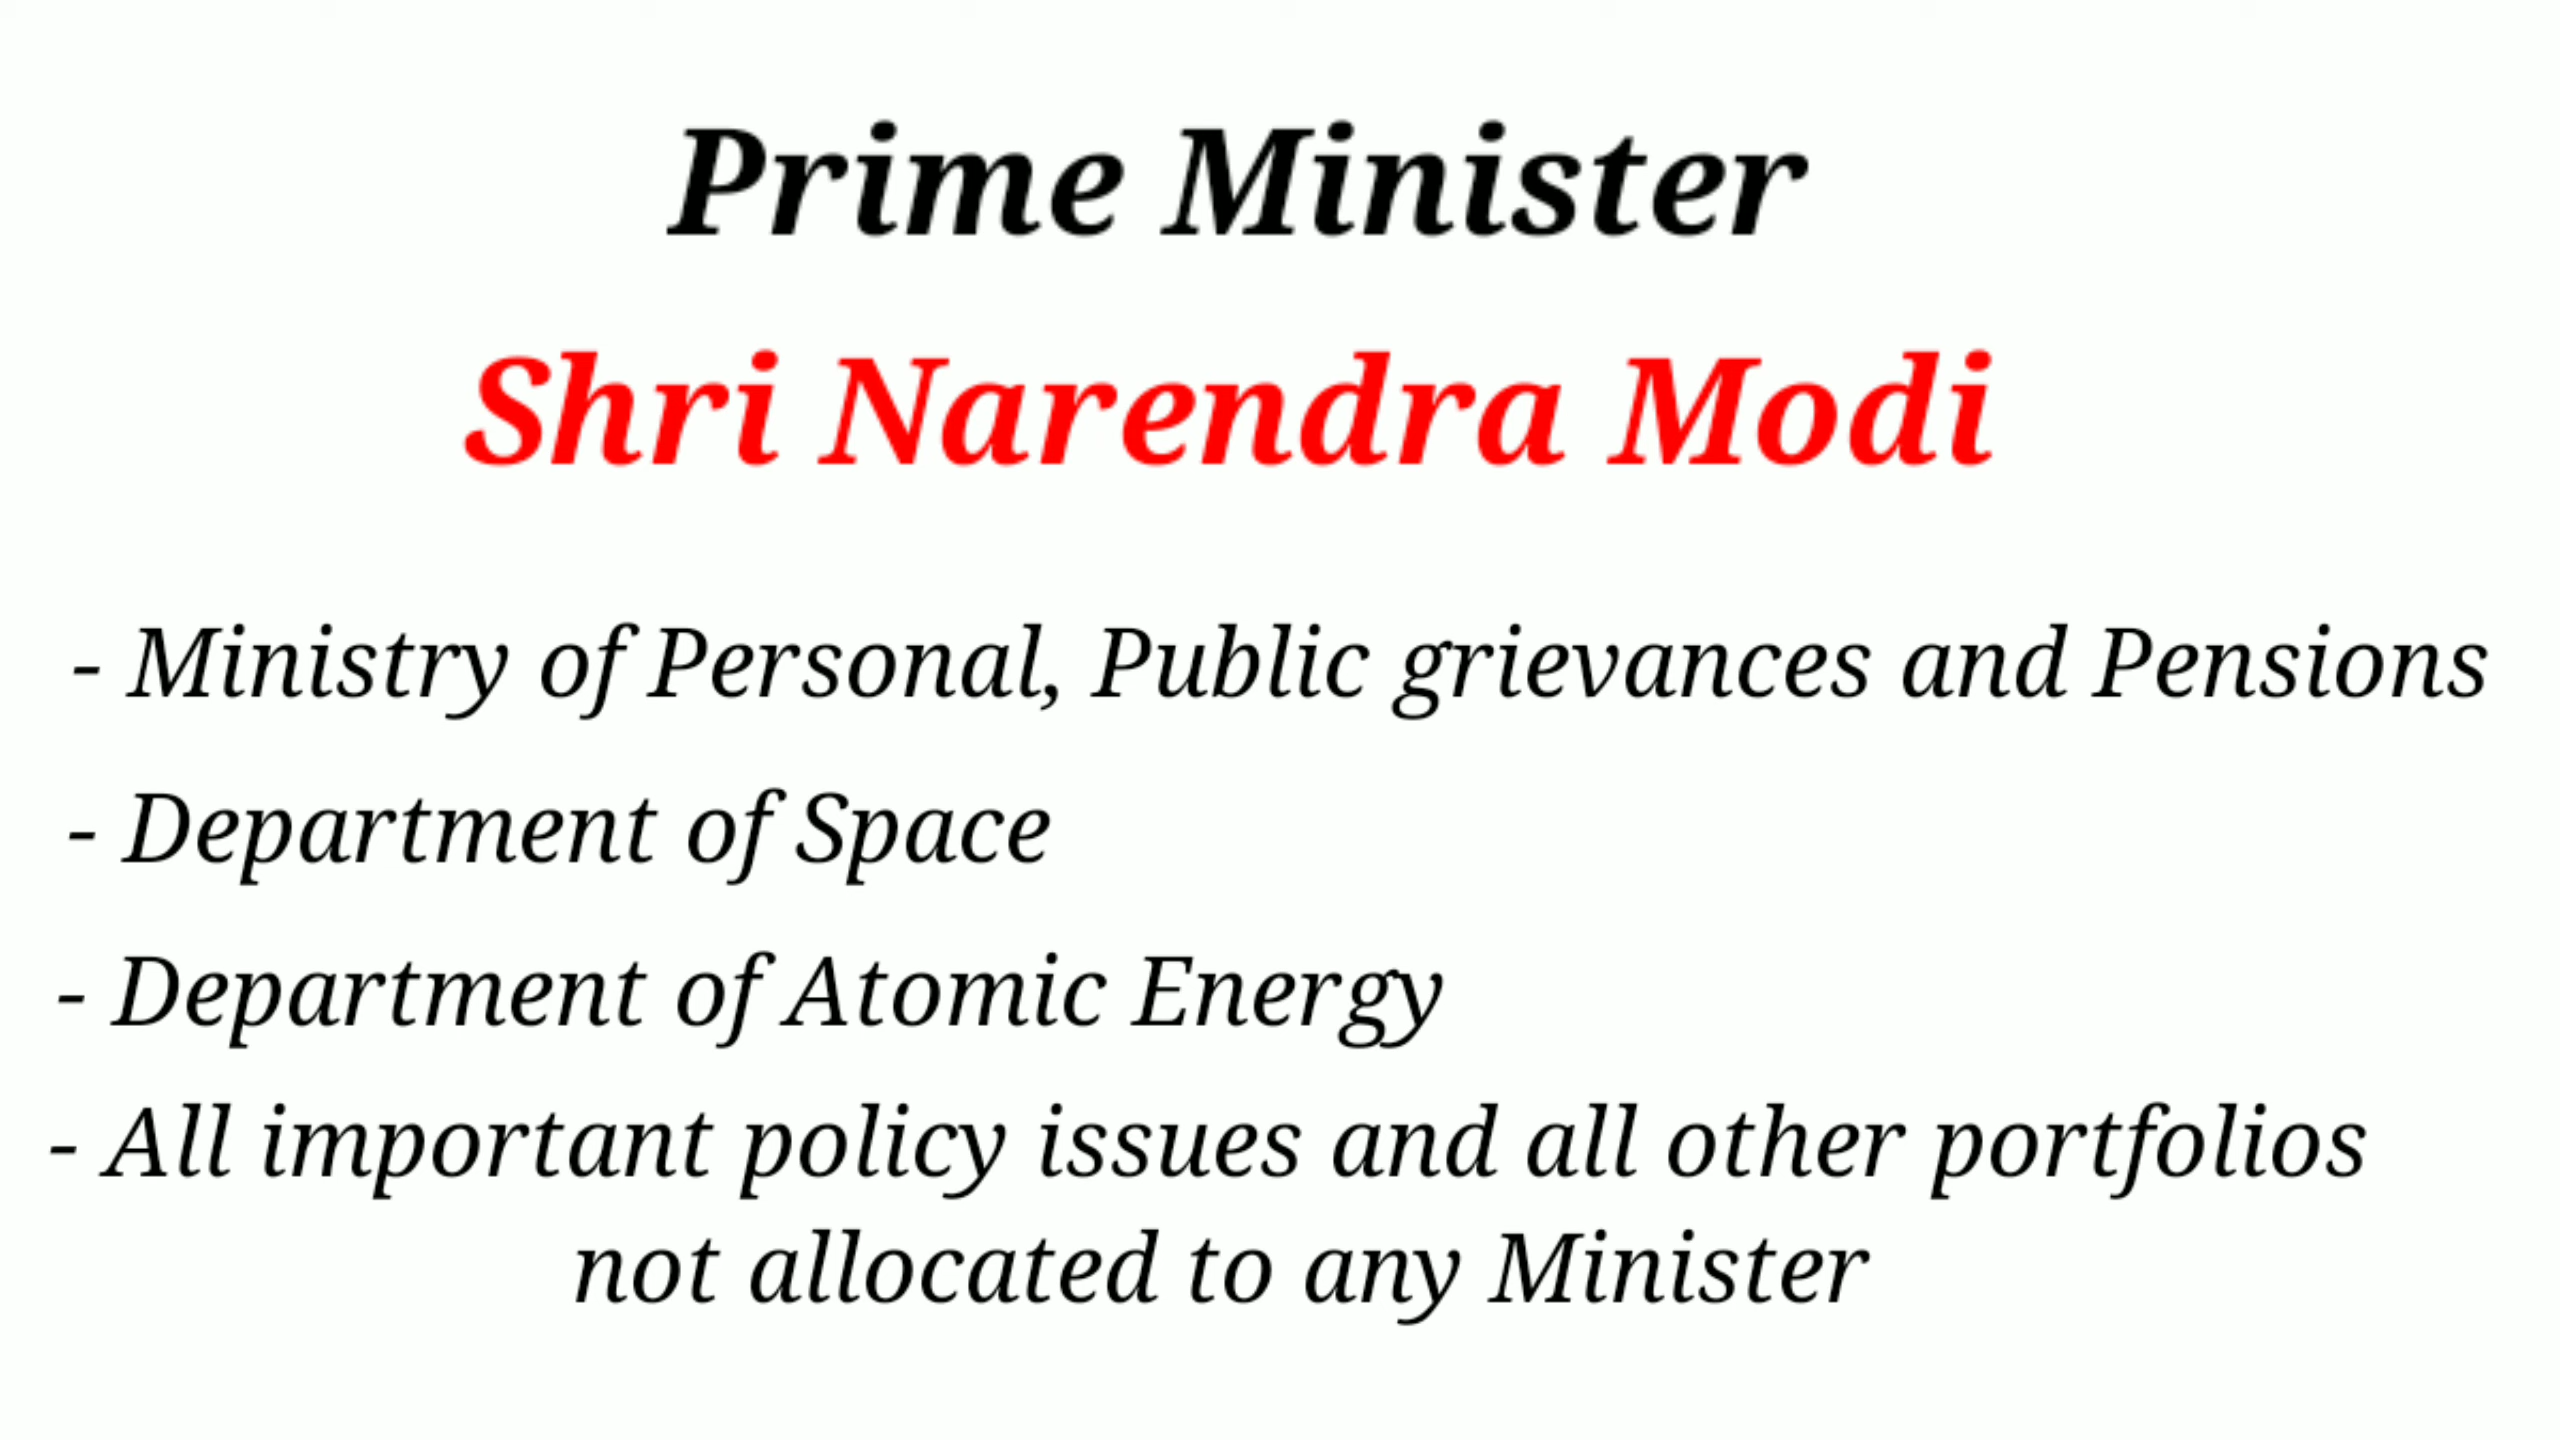 Prime Minister
Shri Narendra Modi
- Ministry of Personal, Public grievances and Pensions
- Department of Space
- Department of Atomic Energy
- All important policy issues and all other portfolios
not allocated to any Minister